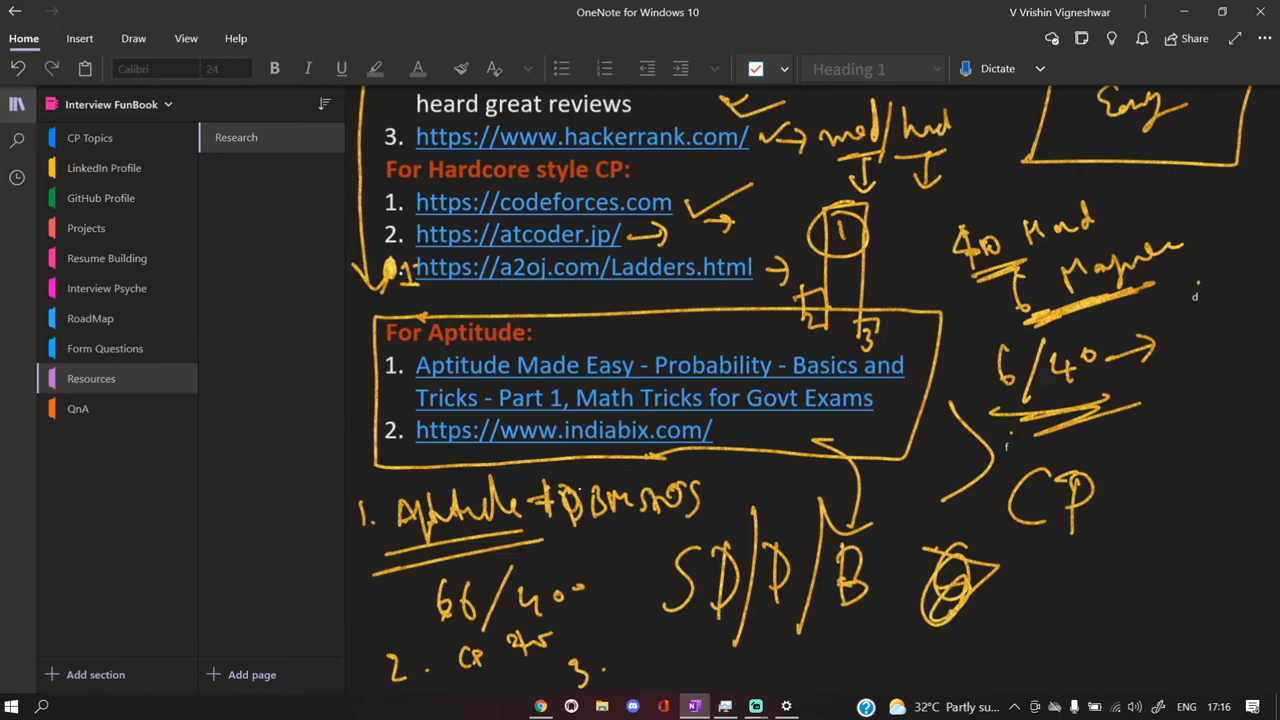 OneNote for Windows 10
V Vrishin Vigneshwar
Home Insert Draw View Help
Share
Calibri 24 B I U A Heading 1 Dictate
Interview FunBook
CP Topics
LinkedIn Profile
GitHub Profile
Projects
Resume Building
Interview Psyche
RoadMap
Form Questions
Resources
QnA
Research
heard great reviews
3. https://www.hackerrank.com/
med/hard
Easy
For Hardcore style CP:
1. https://codeforces.com
2. https://atcoder.jp/
1. https://a2oj.com/Ladders.html
1
2
3
Hard
d
6/40
For Aptitude:
1. Aptitude Made Easy - Probability - Basics and
Tricks - Part 1, Math Tricks for Govt Exams
2. https://www.indiabix.com/
f
CP
1. Aptitude
SD/D/B
66/400
2. CP 2hr
3.
Add section
Add page
32°C Partly su...
ENG 17:16